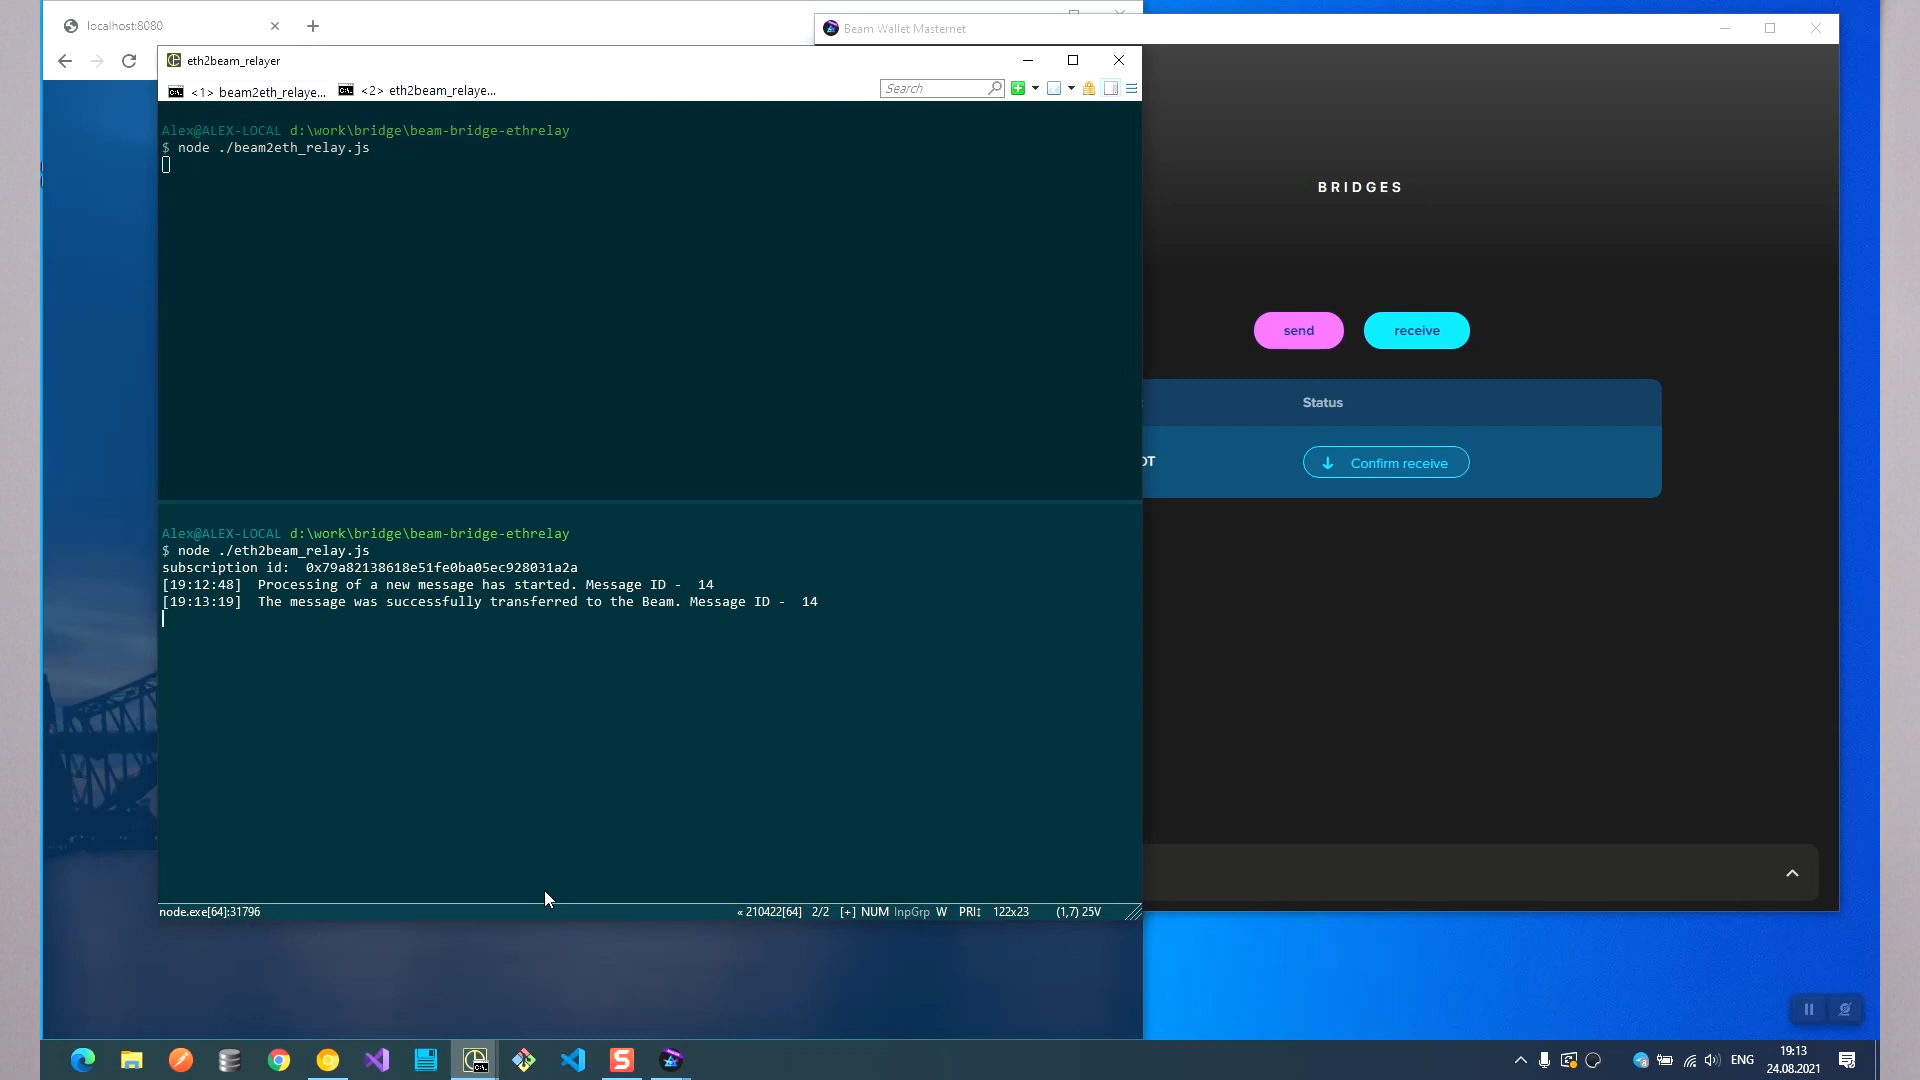 localhost:8080
Beam Wallet Masternet
eth2beam_relayer
<1> beam2eth_relaye...
<2> eth2beam_relaye...
Search
Alex@ALEX-LOCAL d:\work\bridge\beam-bridge-ethrelay
$ node ./beam2eth_relay.js
BRIDGES
send
receive
Status
Confirm receive
Alex@ALEX-LOCAL d:\work\bridge\beam-bridge-ethrelay
$ node ./eth2beam_relay.js
subscription id:  0x79a82138618e51fe0ba05ec928031a2a
[19:12:48]  Processing of a new message has started. Message ID -  14
[19:13:19]  The message was successfully transferred to the Beam. Message ID -  14
node.exe[64]:31796
« 210422[64]  2/2  [+] NUM InpGrp W  PRI↕  122x23  (1,7) 25V
ENG
19:13
24.08.2021